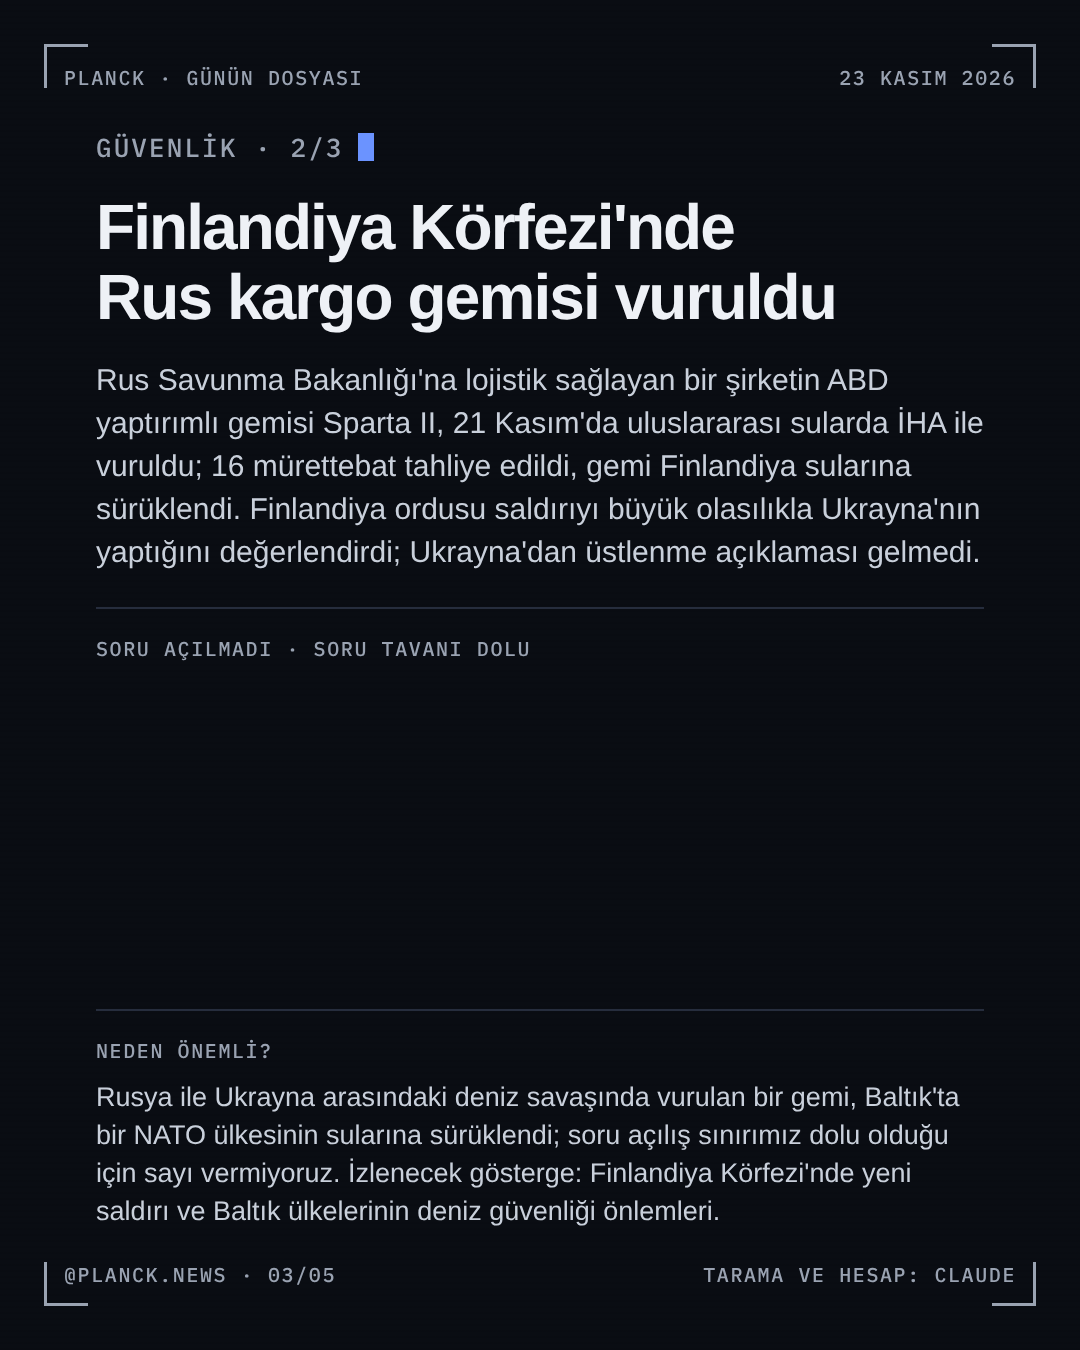 PLANCK · GÜNÜN DOSYASI
23 KASIM 2026
GÜVENLİK · 2/3
Finlandiya Körfezi'nde
Rus kargo gemisi vuruldu
Rus Savunma Bakanlığı'na lojistik sağlayan bir şirketin ABD
yaptırımlı gemisi Sparta II, 21 Kasım'da uluslararası sularda İHA ile
vuruldu; 16 mürettebat tahliye edildi, gemi Finlandiya sularına
sürüklendi. Finlandiya ordusu saldırıyı büyük olasılıkla Ukrayna'nın
yaptığını değerlendirdi; Ukrayna'dan üstlenme açıklaması gelmedi.
SORU AÇILMADI · SORU TAVANI DOLU
NEDEN ÖNEMLİ?
Rusya ile Ukrayna arasındaki deniz savaşında vurulan bir gemi, Baltık'ta
bir NATO ülkesinin sularına sürüklendi; soru açılış sınırımız dolu olduğu
için sayı vermiyoruz. İzlenecek gösterge: Finlandiya Körfezi'nde yeni
saldırı ve Baltık ülkelerinin deniz güvenliği önlemleri.
@PLANCK.NEWS · 03/05
TARAMA VE HESAP: CLAUDE